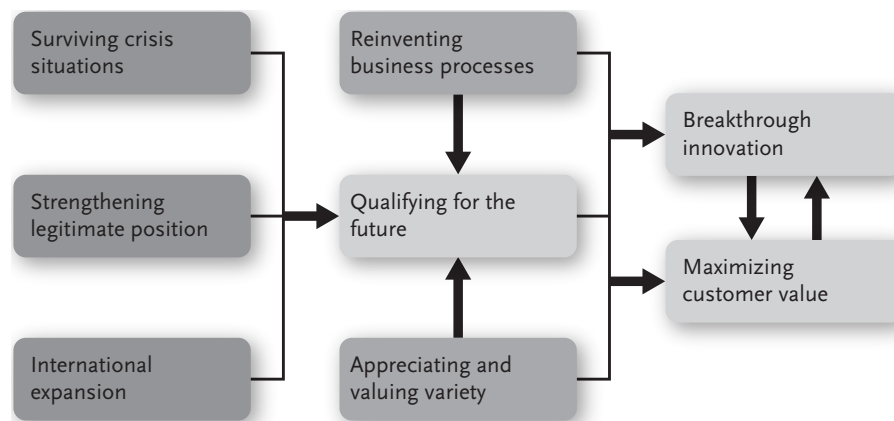 Surviving crisis
situations
Reinventing
business processes
Breakthrough
innovation
Strengthening
legitimate position
Qualifying for the
future
Maximizing
customer value
International
expansion
Appreciating and
valuing variety